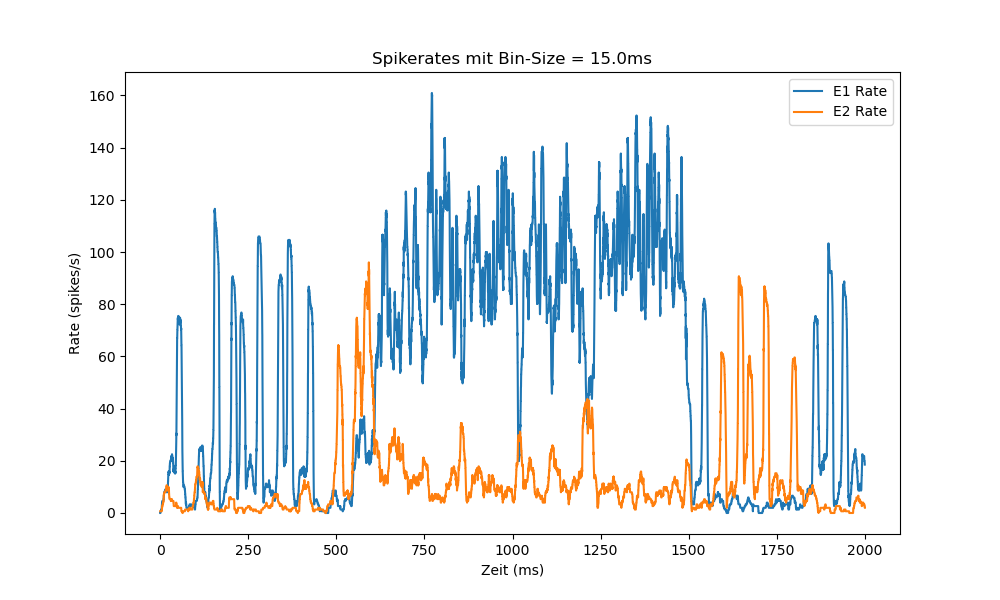 Spikerates mit Bin-Size = 15.0ms
E1 Rate
E2 Rate
Rate (spikes/s)
160
140
120
100
80
60
40
20
0
0 250 500 750 1000 1250 1500 1750 2000
Zeit (ms)